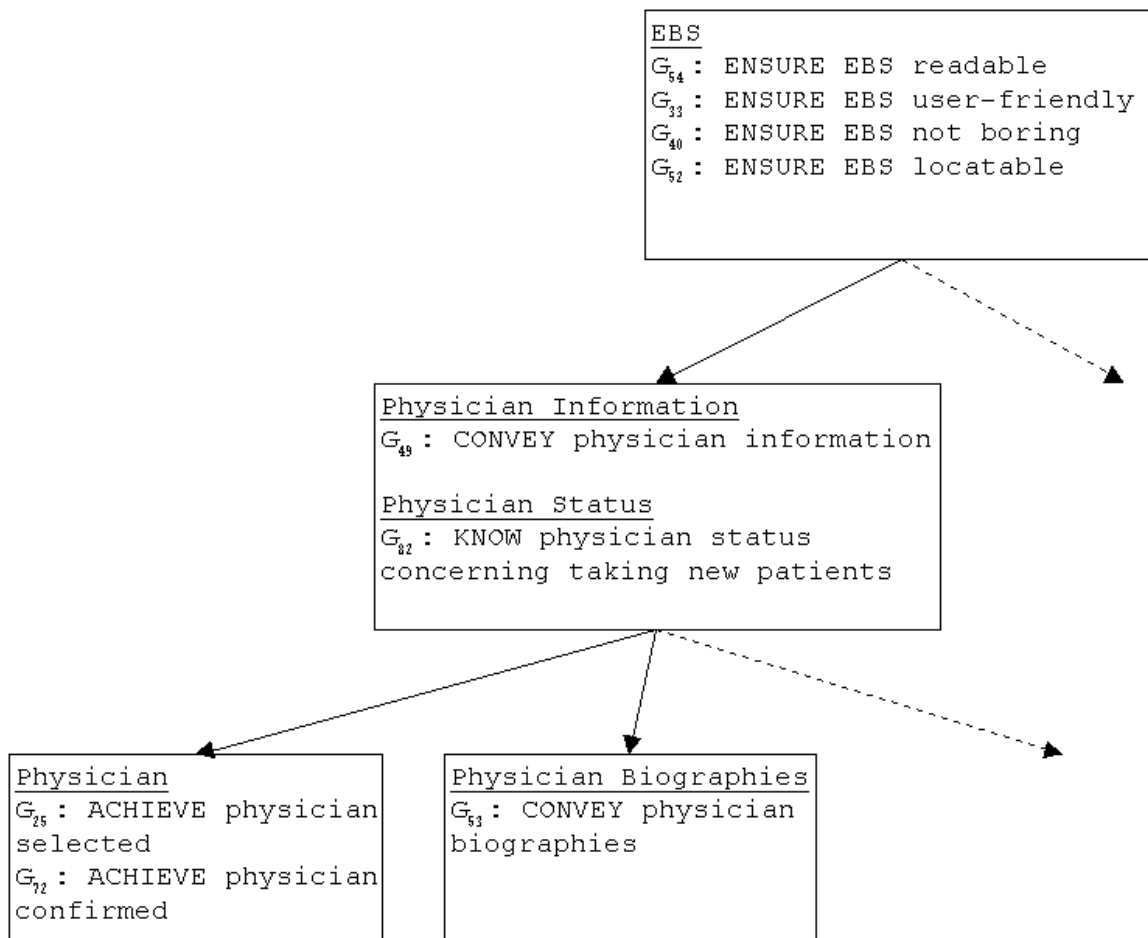 EBS
G54: ENSURE EBS readable
G33: ENSURE EBS user-friendly
G40: ENSURE EBS not boring
G52: ENSURE EBS locatable
Physician Information
G49: CONVEY physician information
Physician Status
G82: KNOW physician status
concerning taking new patients
Physician
G25: ACHIEVE physician
selected
G72: ACHIEVE physician
confirmed
Physician Biographies
G53: CONVEY physician
biographies